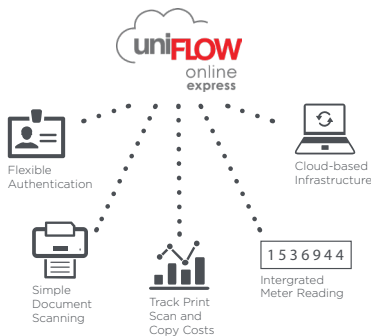 uniFLOW
online
express
Flexible
Authentication
Cloud-based
Infrastructure
Simple
Document
Scanning
Track Print
Scan and
Copy Costs
1536944
Intergrated
Meter Reading